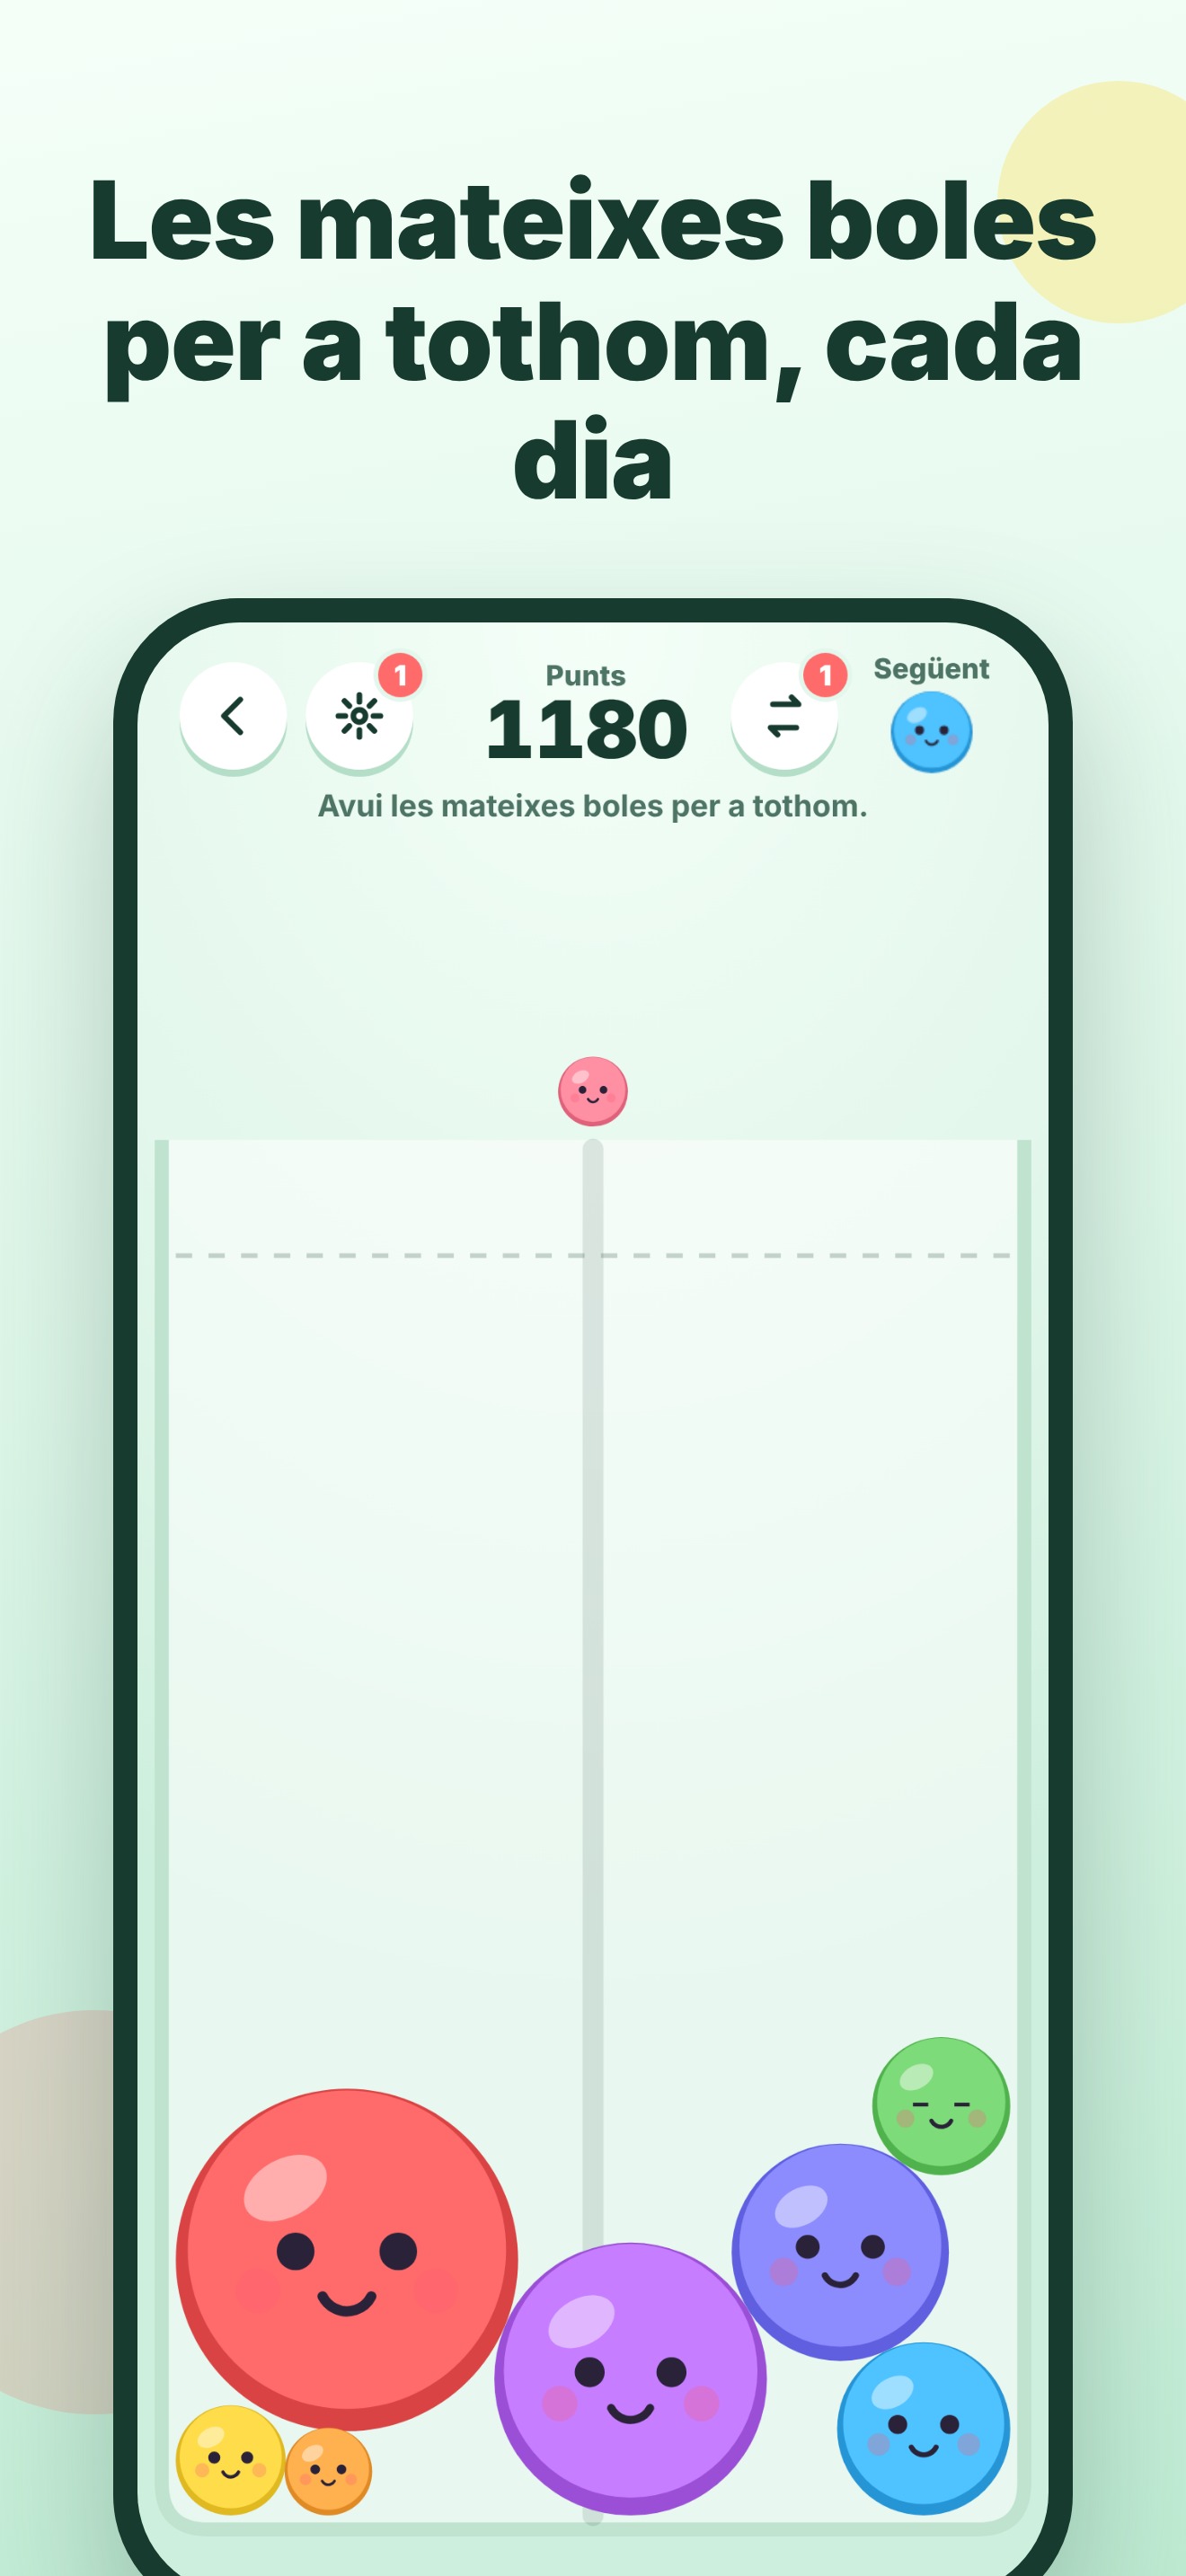 Les mateixes boles
per a tothom, cada
dia
1
Punts
1180
1
Següent
Avui les mateixes boles per a tothom.